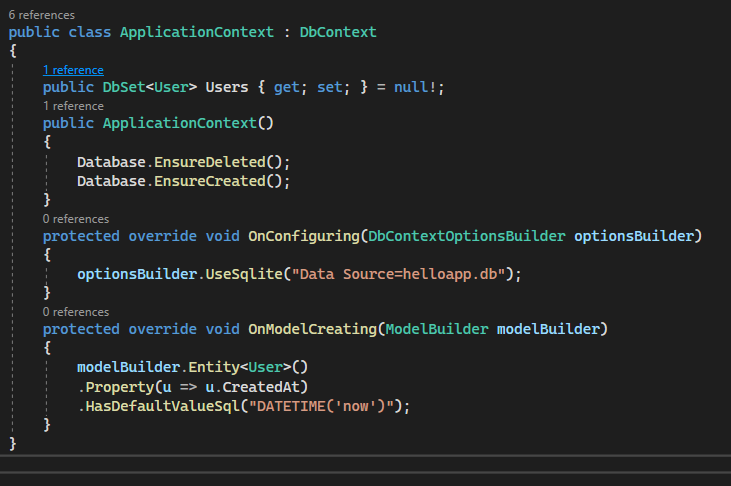 6 references
public class ApplicationContext : DbContext
{
1 reference
public DbSet<User> Users { get; set; } = null!;
1 reference
public ApplicationContext()
{
Database.EnsureDeleted();
Database.EnsureCreated();
}
0 references
protected override void OnConfiguring(DbContextOptionsBuilder optionsBuilder)
{
optionsBuilder.UseSqlite("Data Source=helloapp.db");
}
0 references
protected override void OnModelCreating(ModelBuilder modelBuilder)
{
modelBuilder.Entity<User>()
.Property(u => u.CreatedAt)
.HasDefaultValueSql("DATETIME('now')");
}
}